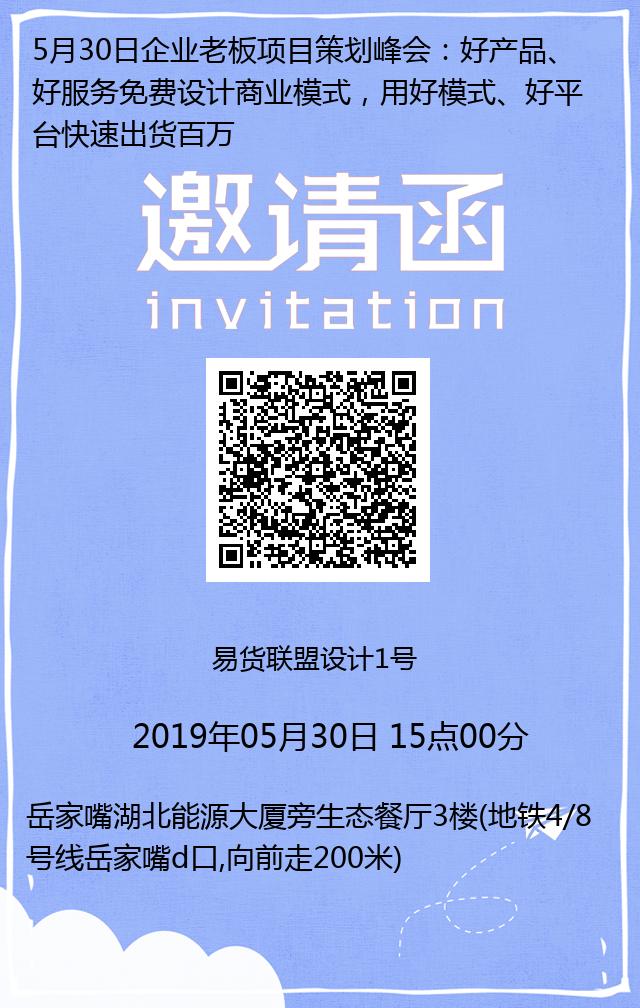 5月30日企业老板项目策划峰会：好产品、
好服务免费设计商业模式，用好模式、好平
台快速出货百万
邀请函
invitation
易货联盟设计1号
2019年05月30日 15点00分
岳家嘴湖北能源大厦旁生态餐厅3楼(地铁4/8
号线岳家嘴d口,向前走200米)